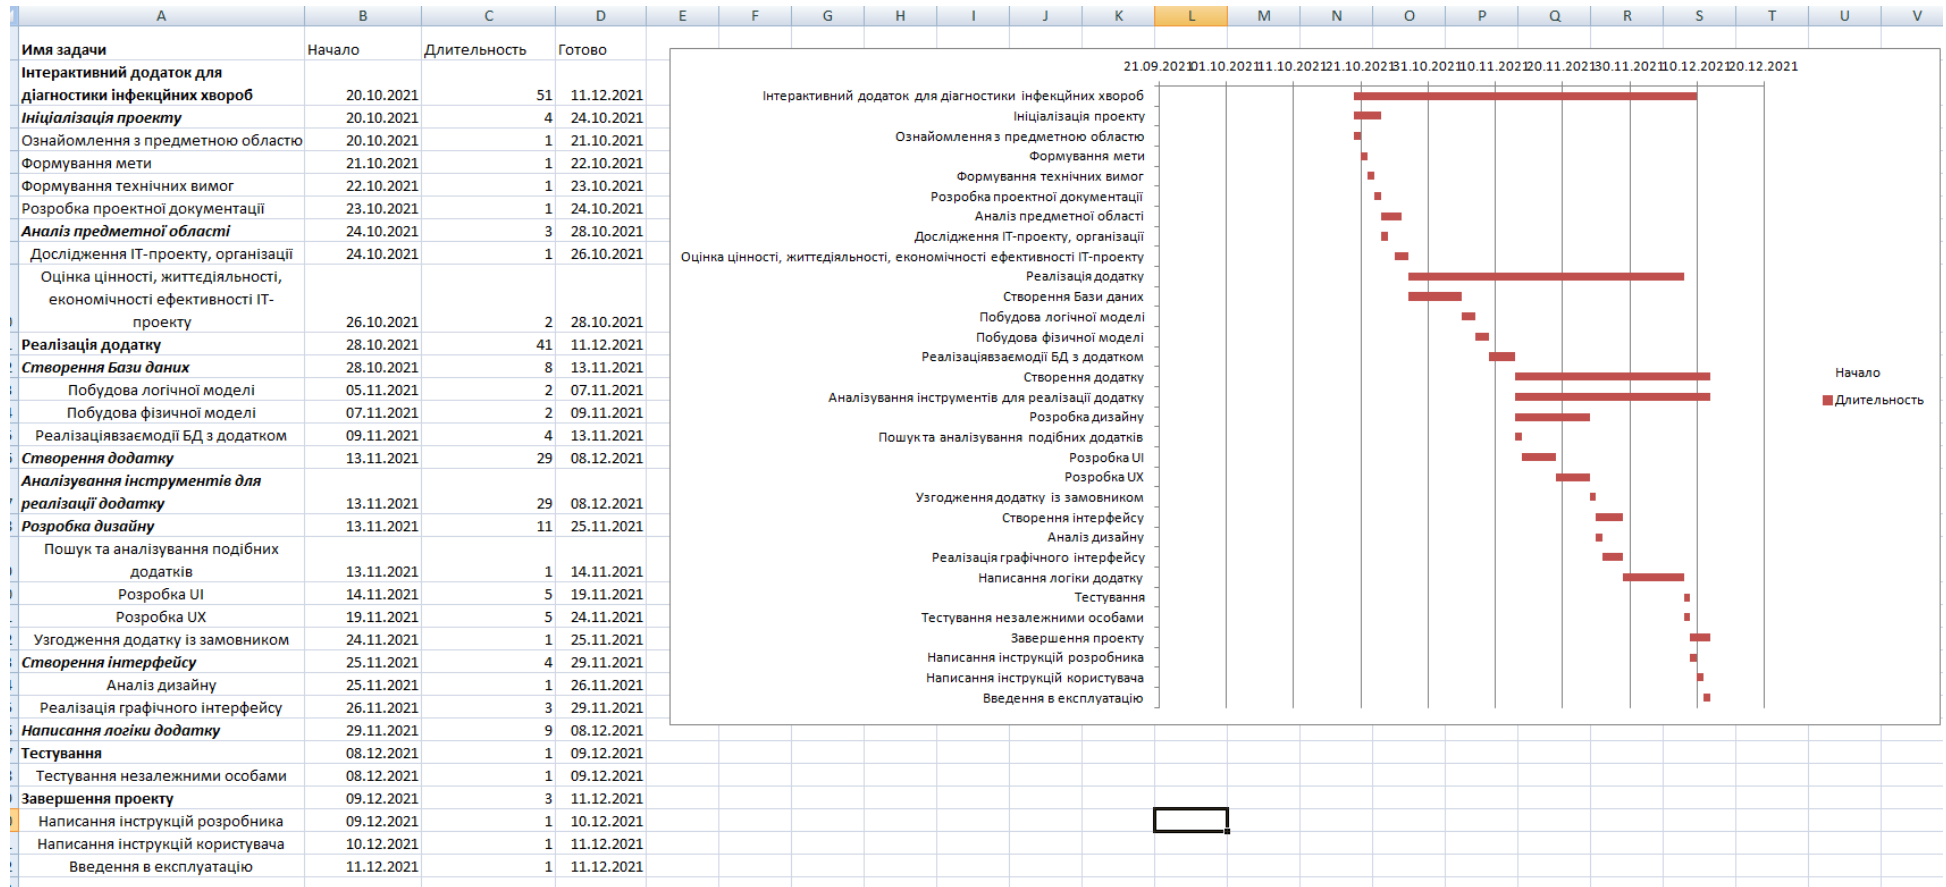 A B C D E F G H I J K L M N O P Q R S T U V
Имя задачи Начало Длительность Готово
Інтерактивний додаток для
діагностики інфекційних хвороб 20.10.2021 51 11.12.2021
Ініціалізація проекту 20.10.2021 4 24.10.2021
Ознайомлення з предметною областю 20.10.2021 1 21.10.2021
Формування мети 21.10.2021 1 22.10.2021
Формування технічних вимог 22.10.2021 1 23.10.2021
Розробка проектної документації 23.10.2021 1 24.10.2021
Аналіз предметної області 24.10.2021 3 28.10.2021
Дослідження ІТ-проекту, організації 24.10.2021 1 26.10.2021
Оцінка цінності, життєдіяльності,
економічності ефективності ІТ-
проекту 26.10.2021 2 28.10.2021
Реалізація додатку 28.10.2021 41 11.12.2021
Створення Бази даних 28.10.2021 8 13.11.2021
Побудова логічної моделі 05.11.2021 2 07.11.2021
Побудова фізичної моделі 07.11.2021 2 09.11.2021
Реалізаціявзаємодії БД з додатком 09.11.2021 4 13.11.2021
Створення додатку 13.11.2021 29 08.12.2021
Аналізування інструментів для
реалізації додатку 13.11.2021 29 08.12.2021
Розробка дизайну 13.11.2021 11 25.11.2021
Пошук та аналізування подібних
додатків 13.11.2021 1 14.11.2021
Розробка UI 14.11.2021 5 19.11.2021
Розробка UX 19.11.2021 5 24.11.2021
Узгодження додатку із замовником 24.11.2021 1 25.11.2021
Створення інтерфейсу 25.11.2021 4 29.11.2021
Аналіз дизайну 25.11.2021 1 26.11.2021
Реалізація графічного інтерфейсу 26.11.2021 3 29.11.2021
Написання логіки додатку 29.11.2021 9 08.12.2021
Тестування 08.12.2021 1 09.12.2021
Тестування незалежними особами 08.12.2021 1 09.12.2021
Завершення проекту 09.12.2021 3 11.12.2021
Написання інструкцій розробника 09.12.2021 1 10.12.2021
Написання інструкцій користувача 10.12.2021 1 11.12.2021
Введення в експлуатацію 11.12.2021 1 11.12.2021
21.09.2021 01.10.2021 11.10.2021 21.10.2021 31.10.2021 10.11.2021 20.11.2021 30.11.2021 10.12.2021 20.12.2021
Інтерактивний додаток для діагностики інфекційних хвороб
Ініціалізація проекту
Ознайомлення з предметною областю
Формування мети
Формування технічних вимог
Розробка проектної документації
Аналіз предметної області
Дослідження ІТ-проекту, організації
Оцінка цінності, життєдіяльності, економічності ефективності ІТ-проекту
Реалізація додатку
Створення Бази даних
Побудова логічної моделі
Побудова фізичної моделі
Реалізаціявзаємодії БД з додатком
Створення додатку
Аналізування інструментів для реалізації додатку
Розробка дизайну
Пошук та аналізування подібних додатків
Розробка UI
Розробка UX
Узгодження додатку із замовником
Створення інтерфейсу
Аналіз дизайну
Реалізація графічного інтерфейсу
Написання логіки додатку
Тестування
Тестування незалежними особами
Завершення проекту
Написання інструкцій розробника
Написання інструкцій користувача
Введення в експлуатацію
Начало
Длительность